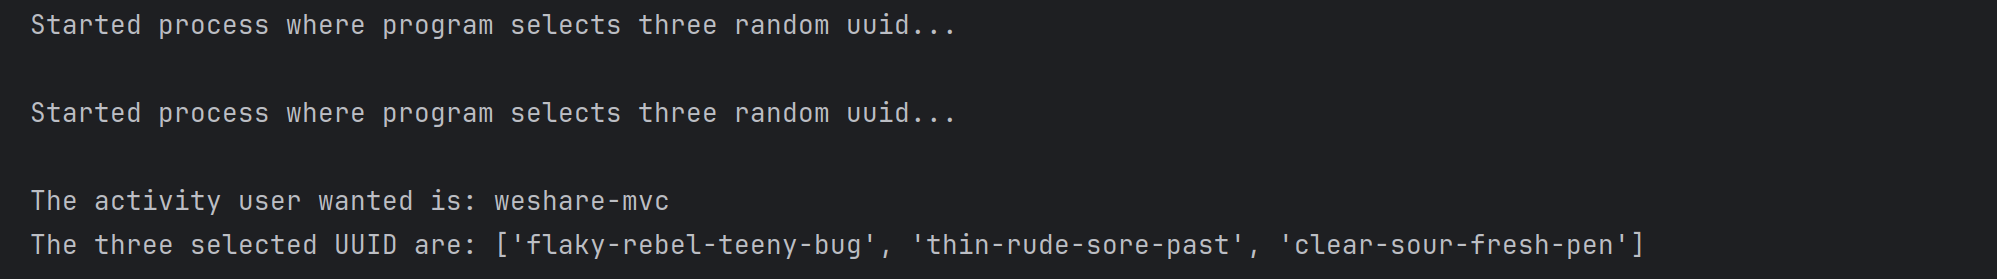 Started process where program selects three random uuid...
Started process where program selects three random uuid...
The activity user wanted is: weshare-mvc
The three selected UUID are: ['flaky-rebel-teeny-bug', 'thin-rude-sore-past', 'clear-sour-fresh-pen']